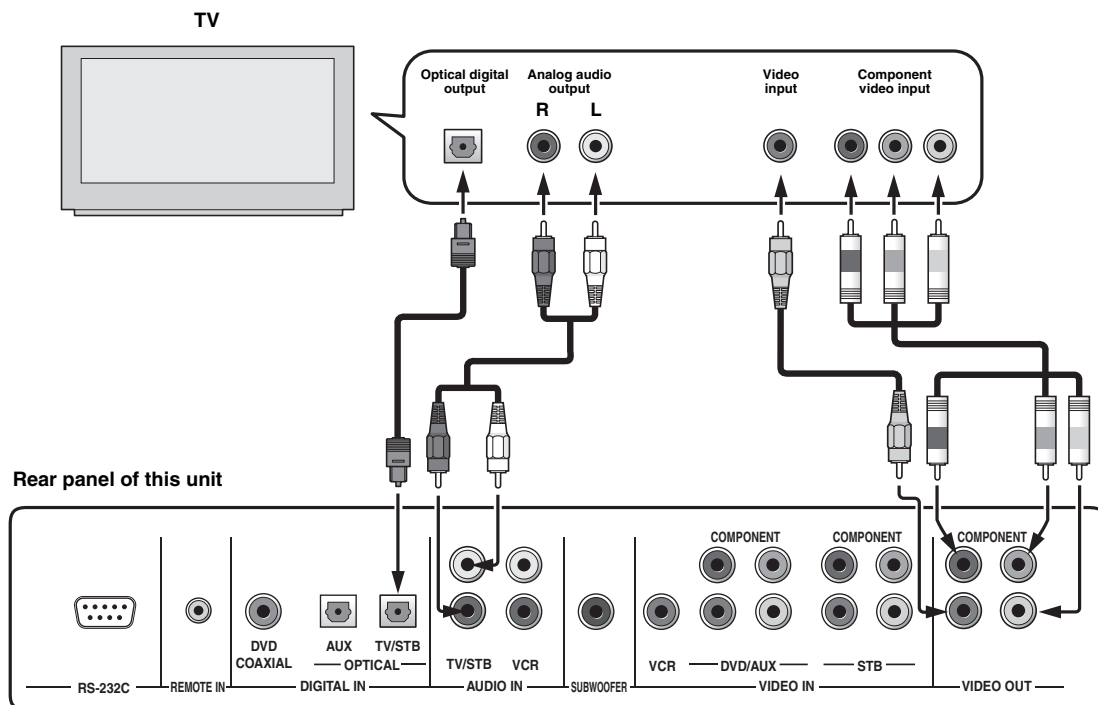 TV
Optical digital
output
Analog audio
output
R L
Video
input
Component
video input
Rear panel of this unit
COMPONENT COMPONENT COMPONENT
DVD
COAXIAL
AUX TV/STB
OPTICAL
TV/STB VCR
VCR DVD/AUX STB
RS-232C REMOTE IN DIGITAL IN AUDIO IN SUBWOOFER VIDEO IN VIDEO OUT